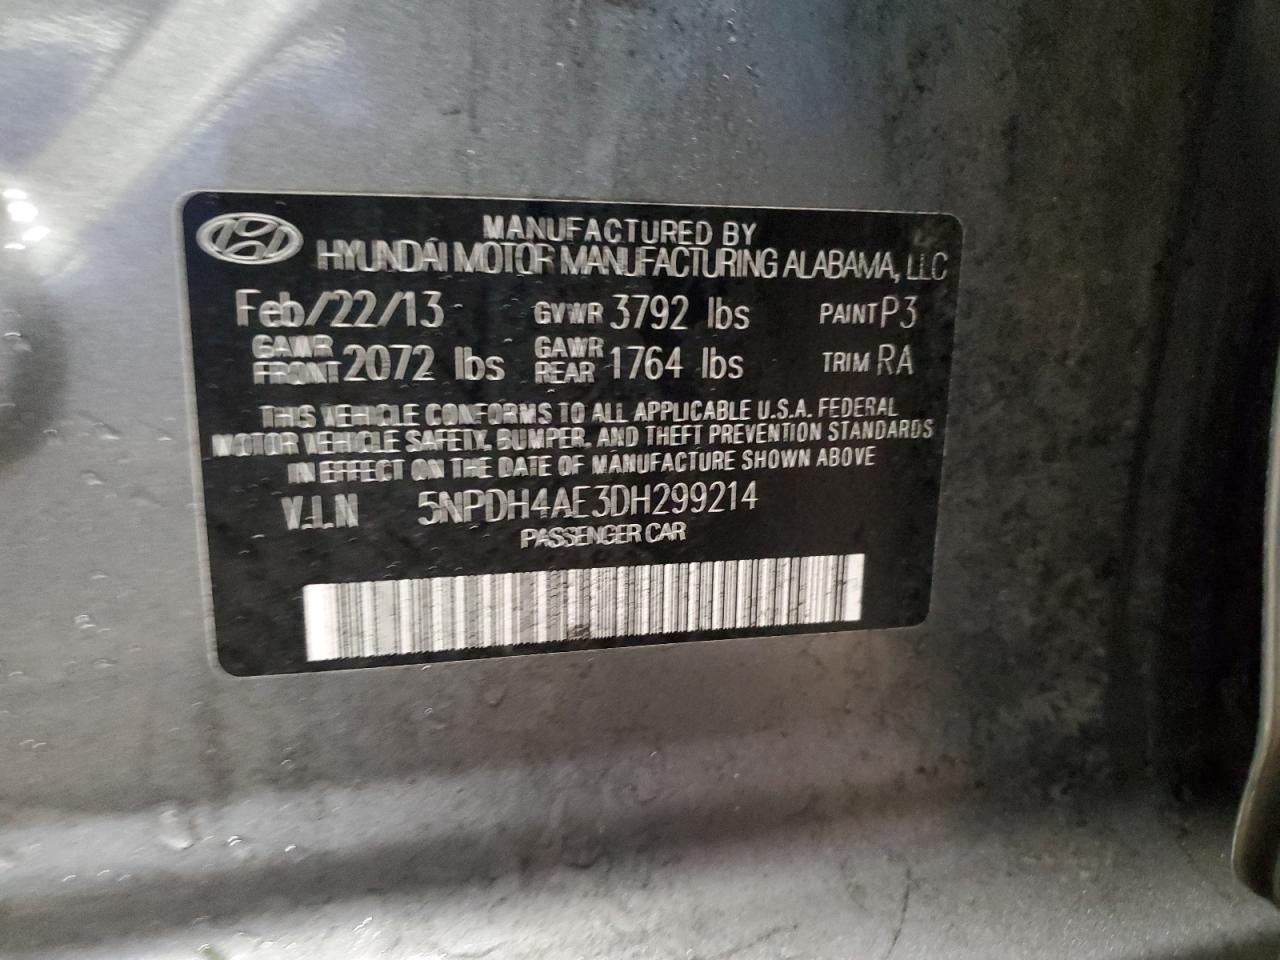 MANUFACTURED BY
HYUNDAI MOTOR MANUFACTURING ALABAMA, LLC
Feb/22/13 GVWR 3792 lbs PAINT P3
GAWR FRONT 2072 lbs GAWR REAR 1764 lbs TRIM RA
THIS VEHICLE CONFORMS TO ALL APPLICABLE U.S.A. FEDERAL
MOTOR VEHICLE SAFETY, BUMPER, AND THEFT PREVENTION STANDARDS
IN EFFECT ON THE DATE OF MANUFACTURE SHOWN ABOVE
V.I.N 5NPDH4AE3DH299214
PASSENGER CAR